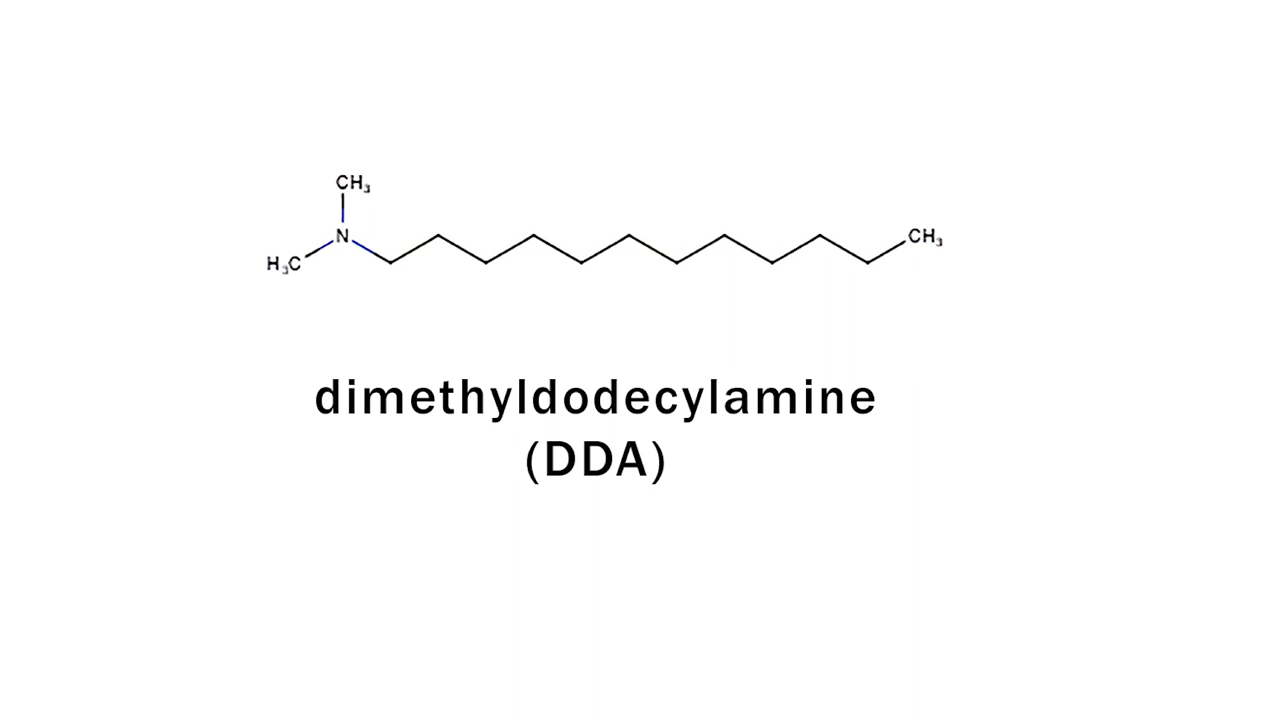 CH₃
N
H₃C
CH₃
dimethyldodecylamine
(DDA)